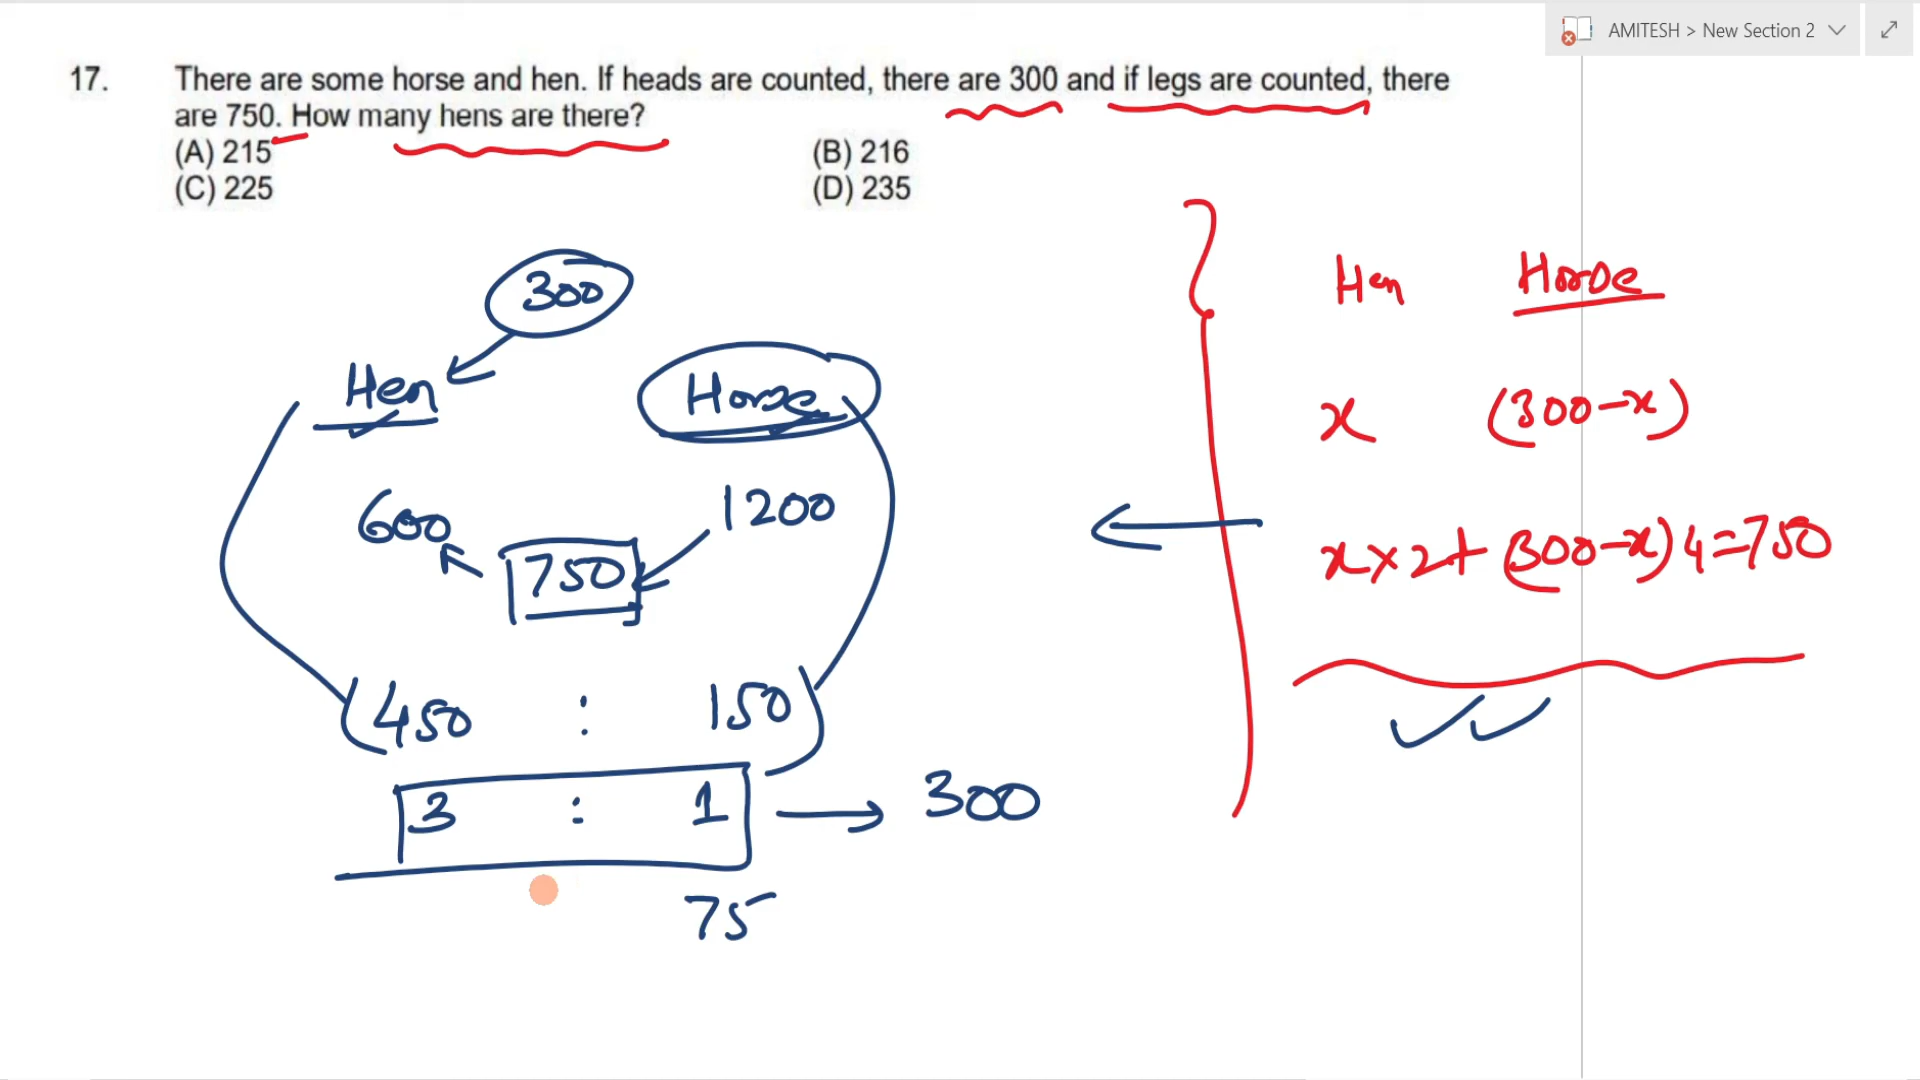 AMITESH > New Section 2
17. There are some horse and hen. If heads are counted, there are 300 and if legs are counted, there
are 750. How many hens are there?
(A) 215 (B) 216
(C) 225 (D) 235
300
Hen Horse
600 1200
750
450 : 150
3 : 1 → 300
75
Hen Horse
x (300-x)
x×2+(300-x)4=750